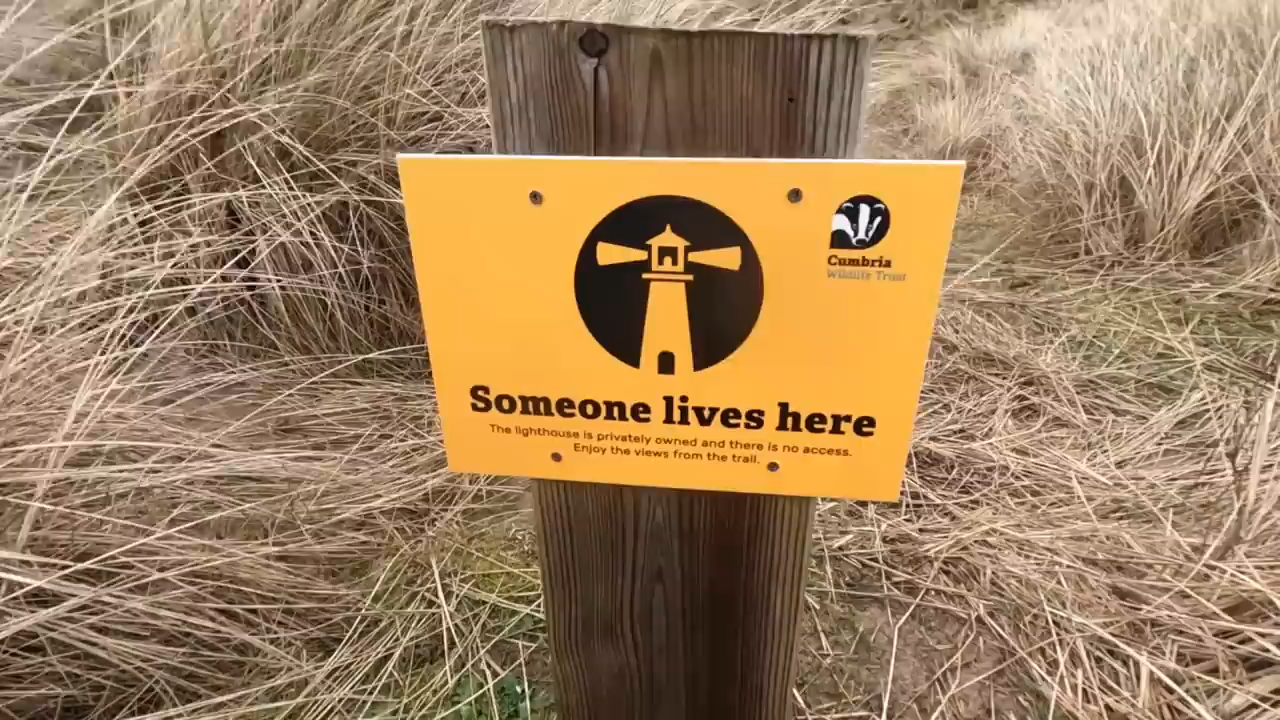 Cumbria
Wildlife Trust
Someone lives here
The lighthouse is privately owned and there is no access.
Enjoy the views from the trail.